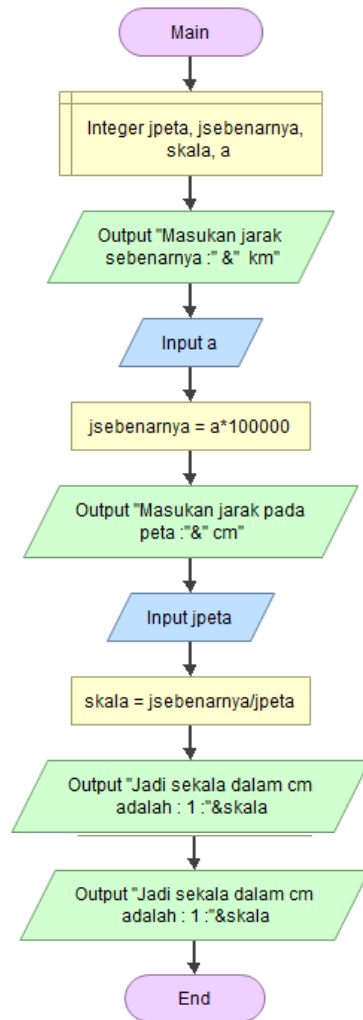 Main
Integer jpeta, jsebenarnya,
skala, a
Output "Masukan jarak
sebenarnya :" &"  km"
Input a
jsebenarnya = a*100000
Output "Masukan jarak pada
peta :"&" cm"
Input jpeta
skala = jsebenarnya/jpeta
Output "Jadi sekala dalam cm
adalah : 1 :"&skala
Output "Jadi sekala dalam cm
adalah : 1 :"&skala
End